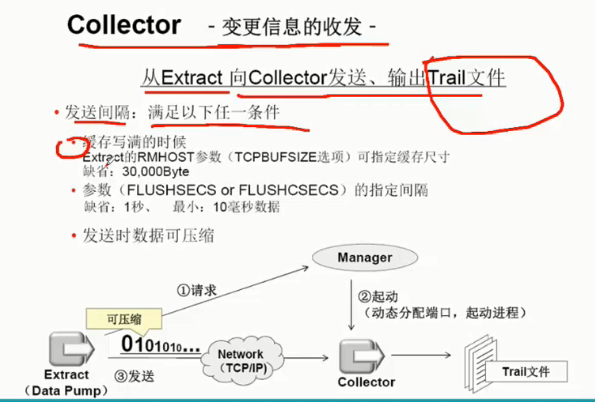 Collector -变更信息的收发-
从Extract 向Collector发送、输出Trail文件
• 发送间隔：满足以下任一条件
• 缓存写满的时候
Extract的RMHOST参数（TCPBUFSIZE选项）可指定缓存尺寸
缺省：30,000Byte
• 参数（FLUSHSECS or FLUSHCSECS）的指定间隔
缺省：1秒、 最小：10毫秒数据
• 发送时数据可压缩
Manager
①请求
②起动
（动态分配端口，起动进程）
可压缩
0101010...
Network
（TCP/IP）
Extract
（Data Pump）
③发送
Collector
Trail文件